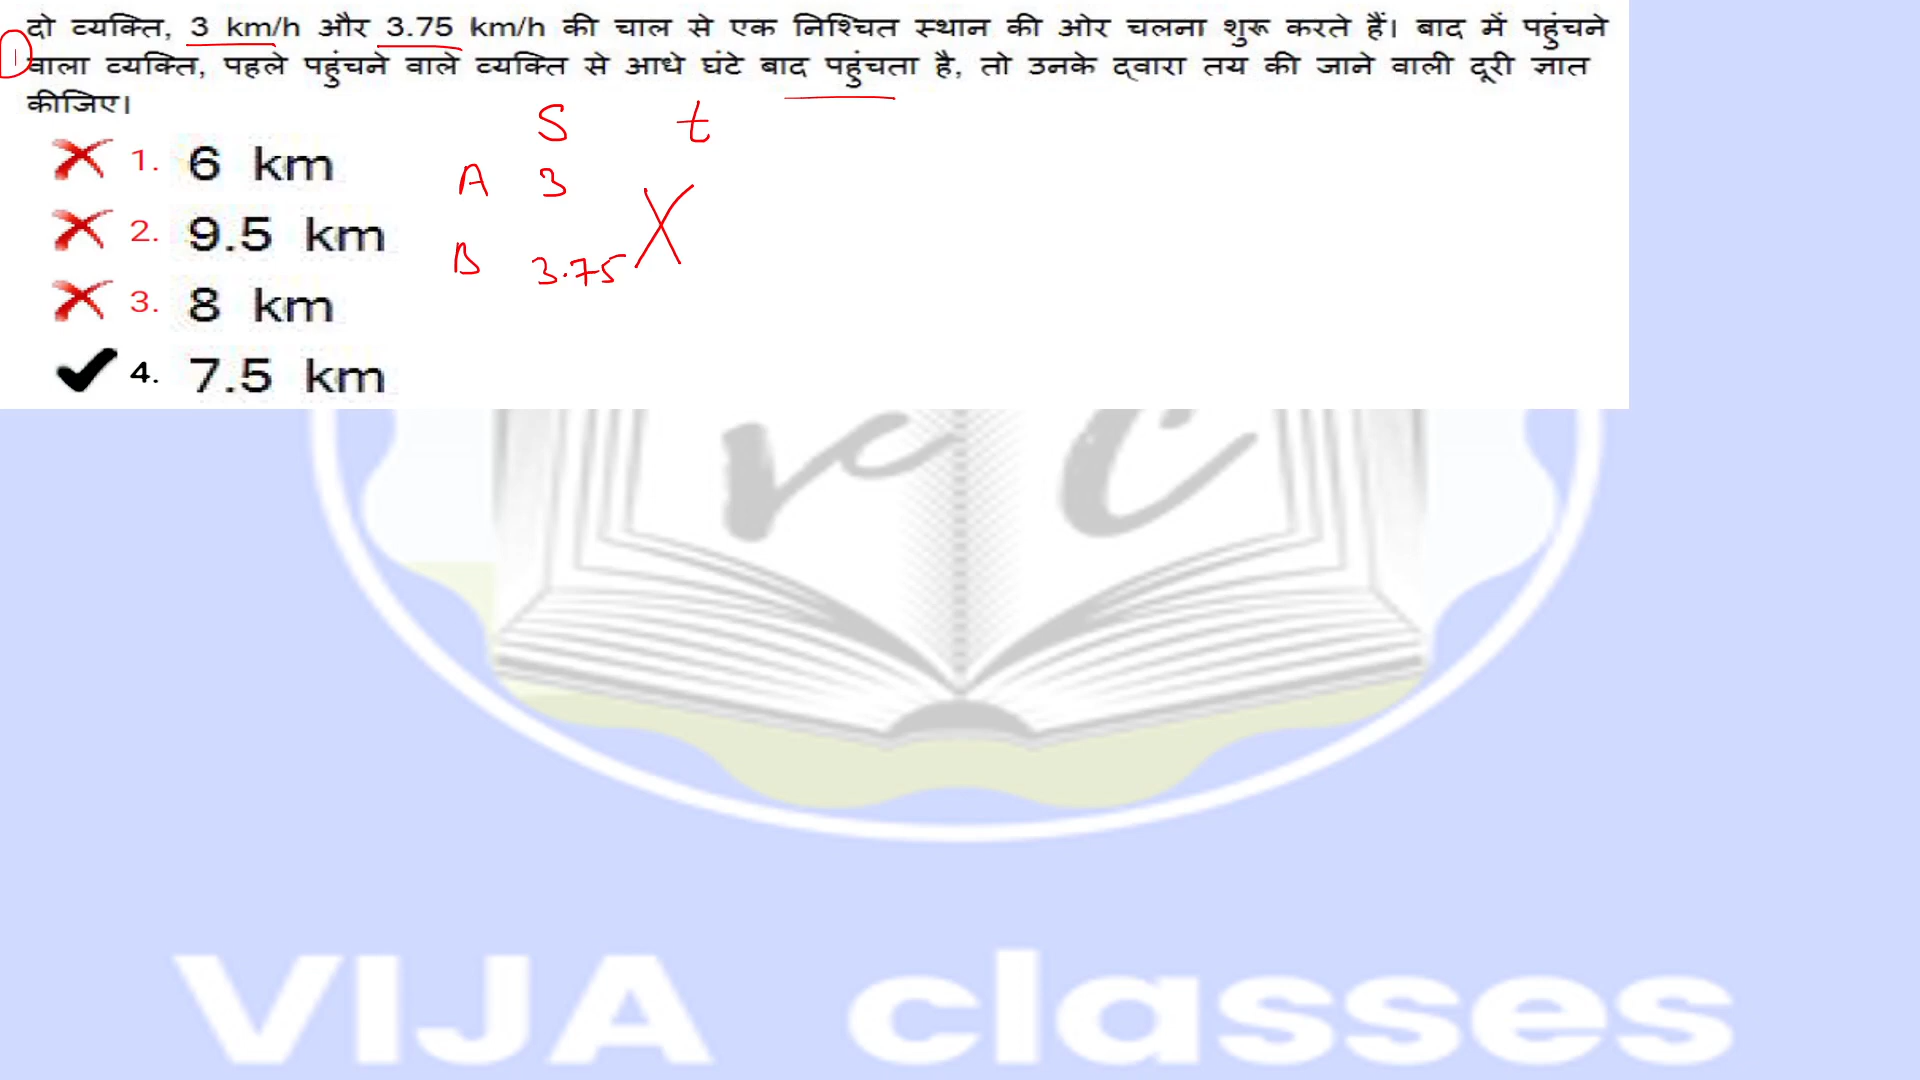 दो व्यक्ति, 3 km/h और 3.75 km/h की चाल से एक निश्चित स्थान की ओर चलना शुरू करते हैं। बाद में पहुंचने
① वाला व्यक्ति, पहले पहुंचने वाले व्यक्ति से आधे घंटे बाद पहुंचता है, तो उनके द्वारा तय की जाने वाली दूरी ज्ञात
कीजिए।
S t
1. 6 km
A 3
2. 9.5 km
B 3.75
3. 8 km
4. 7.5 km
vc
VIJA classes